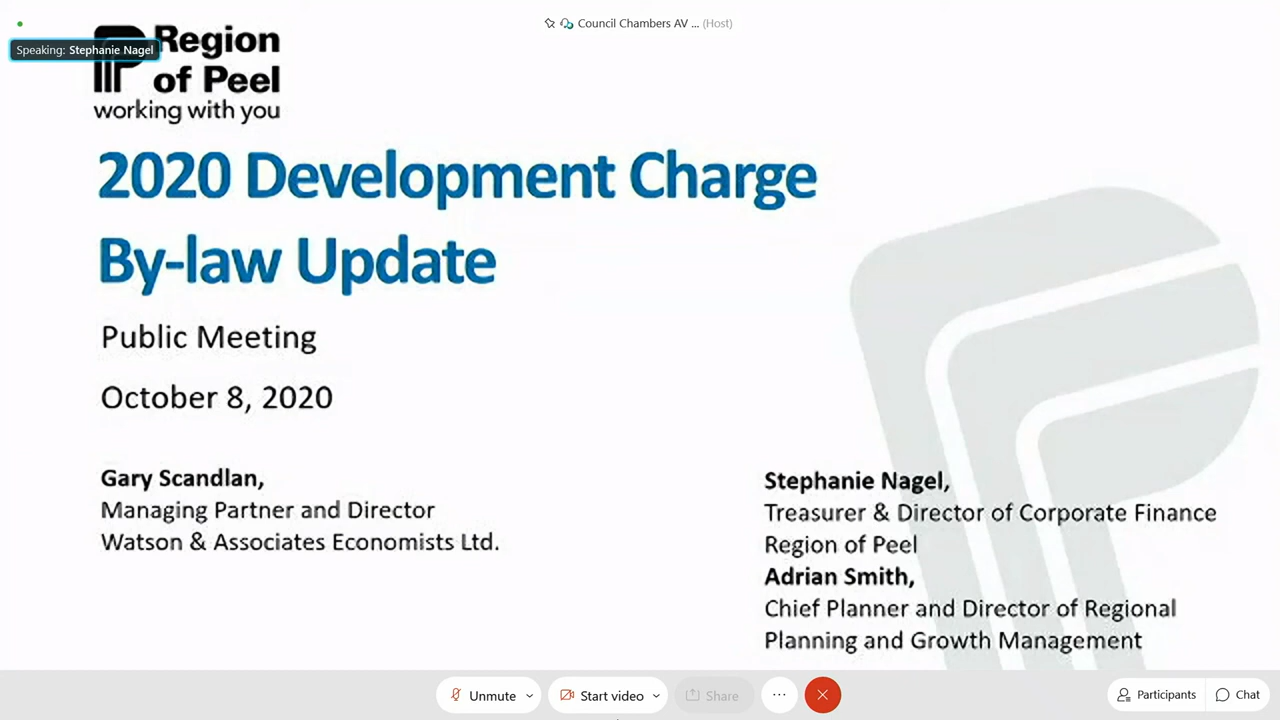 Council Chambers AV ... (Host)
Speaking: Stephanie Nagel
Region
of Peel
working with you
2020 Development Charge
By-law Update
Public Meeting
October 8, 2020
Gary Scandlan,
Managing Partner and Director
Watson & Associates Economists Ltd.
Stephanie Nagel,
Treasurer & Director of Corporate Finance
Region of Peel
Adrian Smith,
Chief Planner and Director of Regional
Planning and Growth Management
Unmute
Start video
Share
...
Participants
Chat